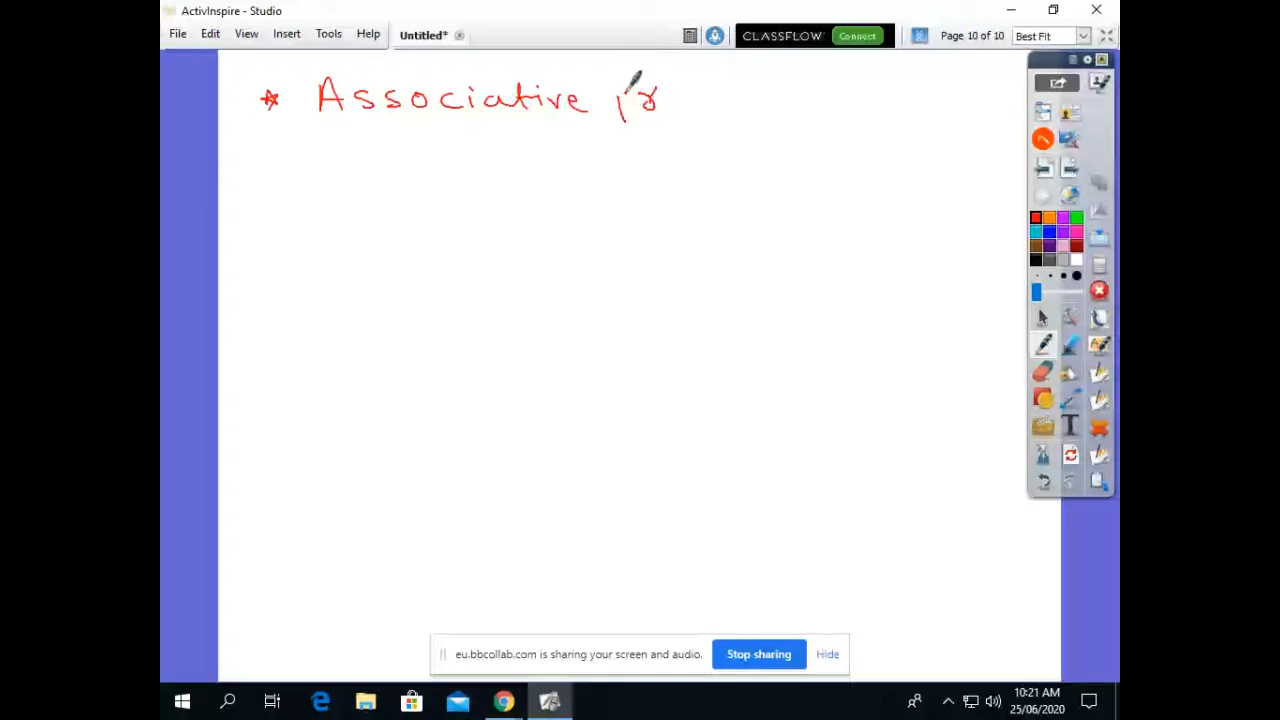 ActivInspire - Studio
File Edit View Insert Tools Help Untitled* CLASSFLOW Connect Page 10 of 10 Best Fit
* Associative
T
eu.bbcollab.com is sharing your screen and audio. Stop sharing Hide
10:21 AM
25/06/2020